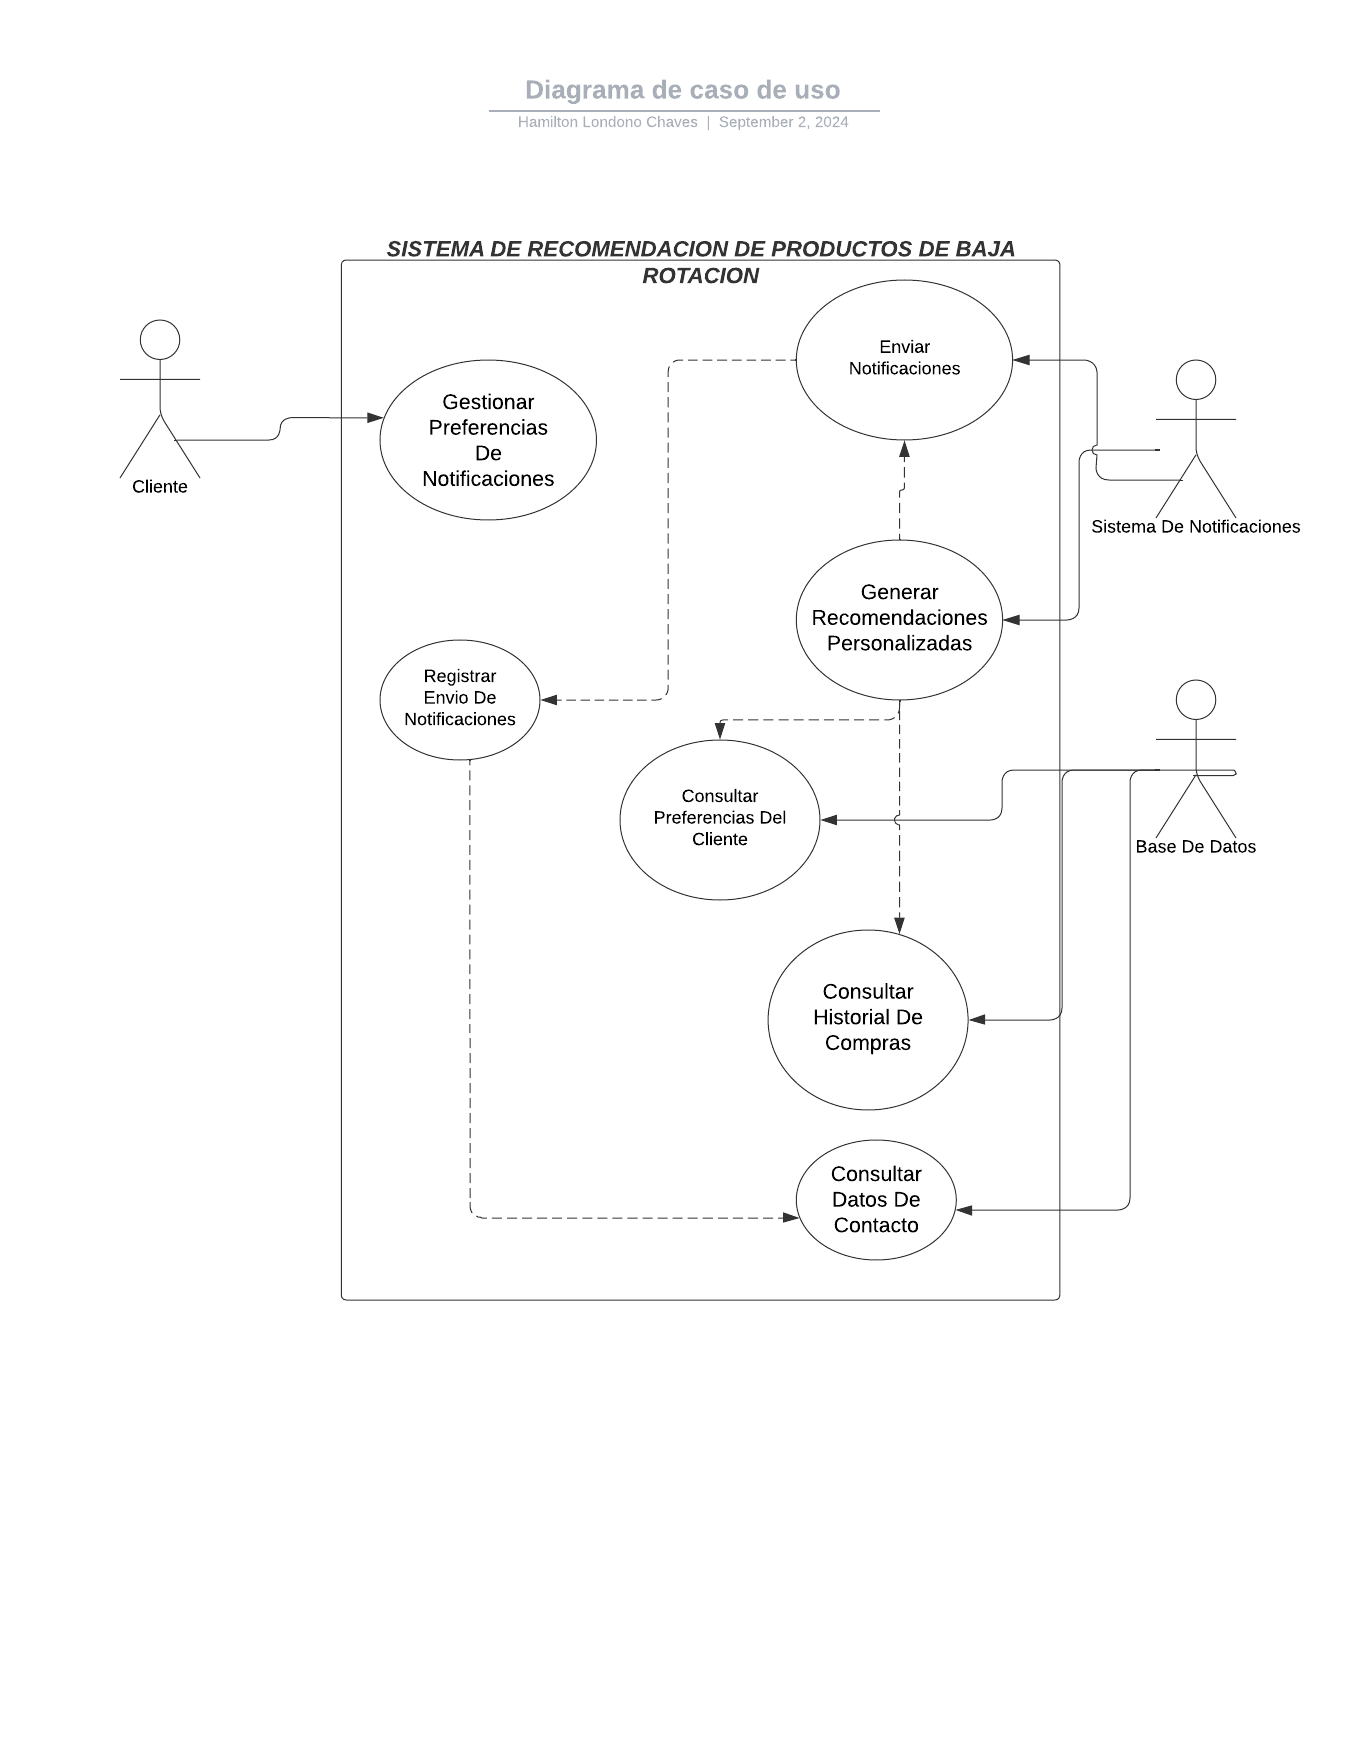 Diagrama de caso de uso
Hamilton Londono Chaves | September 2, 2024
SISTEMA DE RECOMENDACION DE PRODUCTOS DE BAJA
ROTACION
Enviar
Notificaciones
Gestionar
Preferencias
De
Notificaciones
Cliente
Sistema De Notificaciones
Generar
Recomendaciones
Personalizadas
Registrar
Envio De
Notificaciones
Consultar
Preferencias Del
Cliente
Base De Datos
Consultar
Historial De
Compras
Consultar
Datos De
Contacto